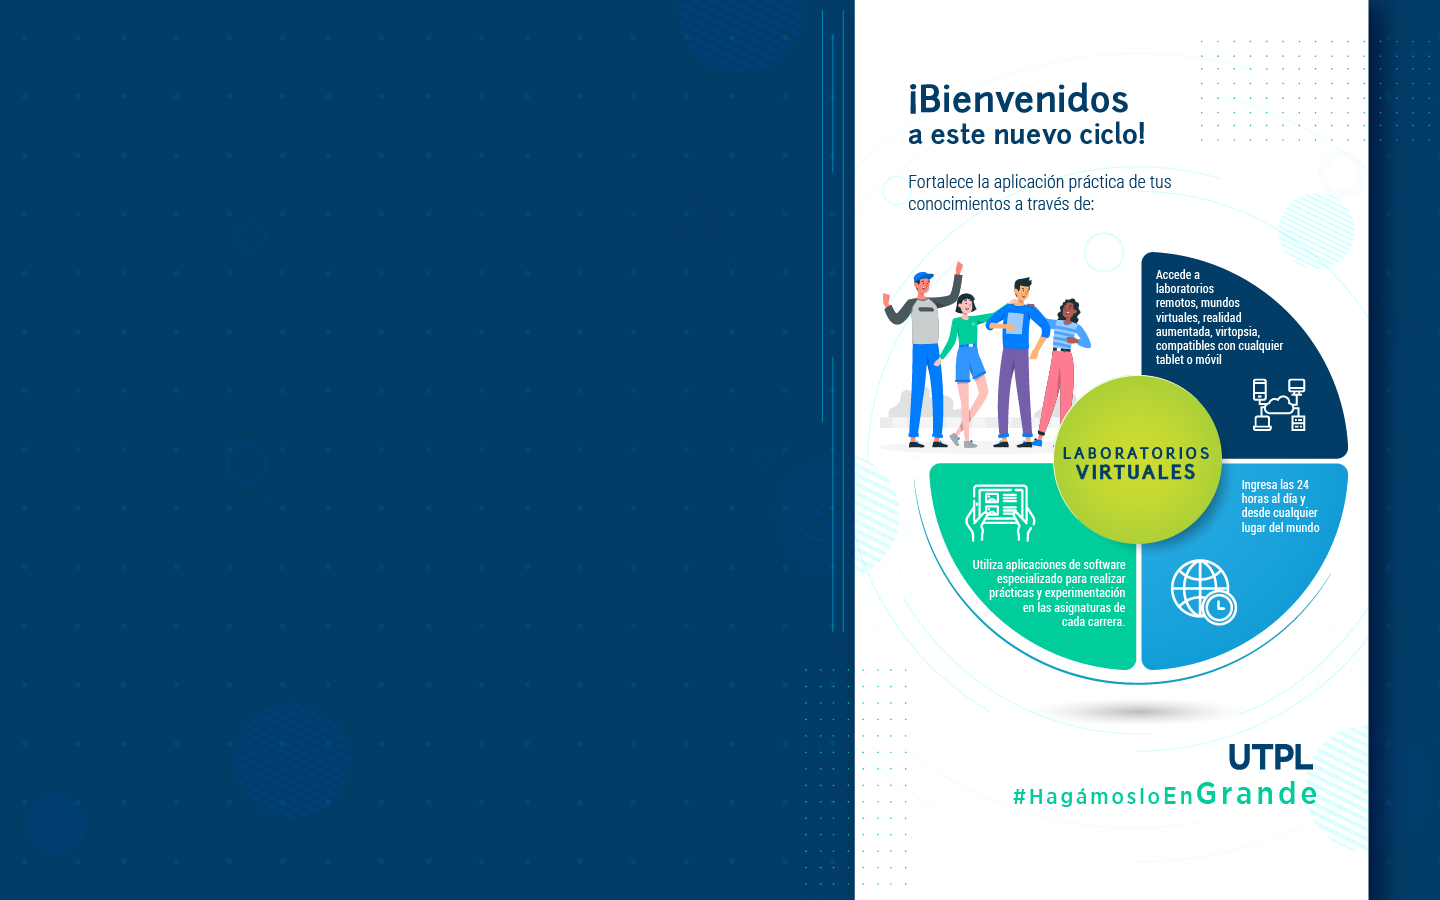 ¡Bienvenidos
a este nuevo ciclo!
Fortalece la aplicación práctica de tus
conocimientos a través de:
Accede a
laboratorios
remotos, mundos
virtuales, realidad
aumentada, virtopsia,
compatibles con cualquier
tablet o móvil
LABORATORIOS
VIRTUALES
Ingresa las 24
horas al día y
desde cualquier
lugar del mundo
Utiliza aplicaciones de software
especializado para realizar
prácticas y experimentación
en las asignaturas de
cada carrera.
UTPL
#HagámosloEnGrande